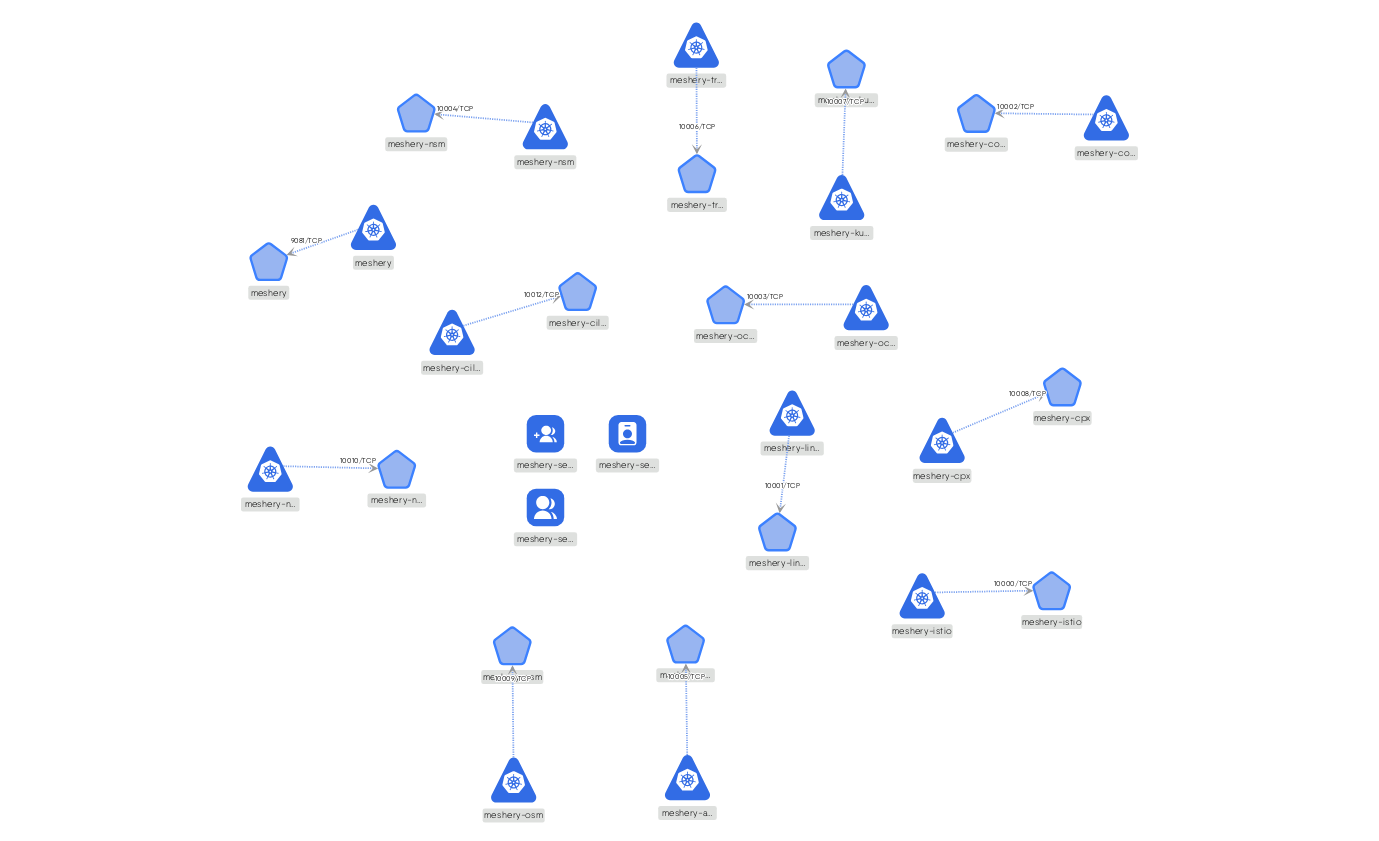 meshery-tr...
10006/TCP
meshery-tr...
10007/TCP
meshery-ku...
10004/TCP
meshery-nsm
meshery-nsm
10002/TCP
meshery-co...
meshery-co...
9081/TCP
meshery
meshery
10012/TCP
meshery-cil...
meshery-cil...
10003/TCP
meshery-oc...
meshery-oc...
10008/TCP
meshery-cpx
meshery-cpx
meshery-lin...
10001/TCP
meshery-lin...
10010/TCP
meshery-n...
meshery-n...
meshery-se...
meshery-se...
meshery-se...
10000/TCP
meshery-istio
meshery-istio
10009/TCP
meshery-osm
10005/TCP
meshery-a...